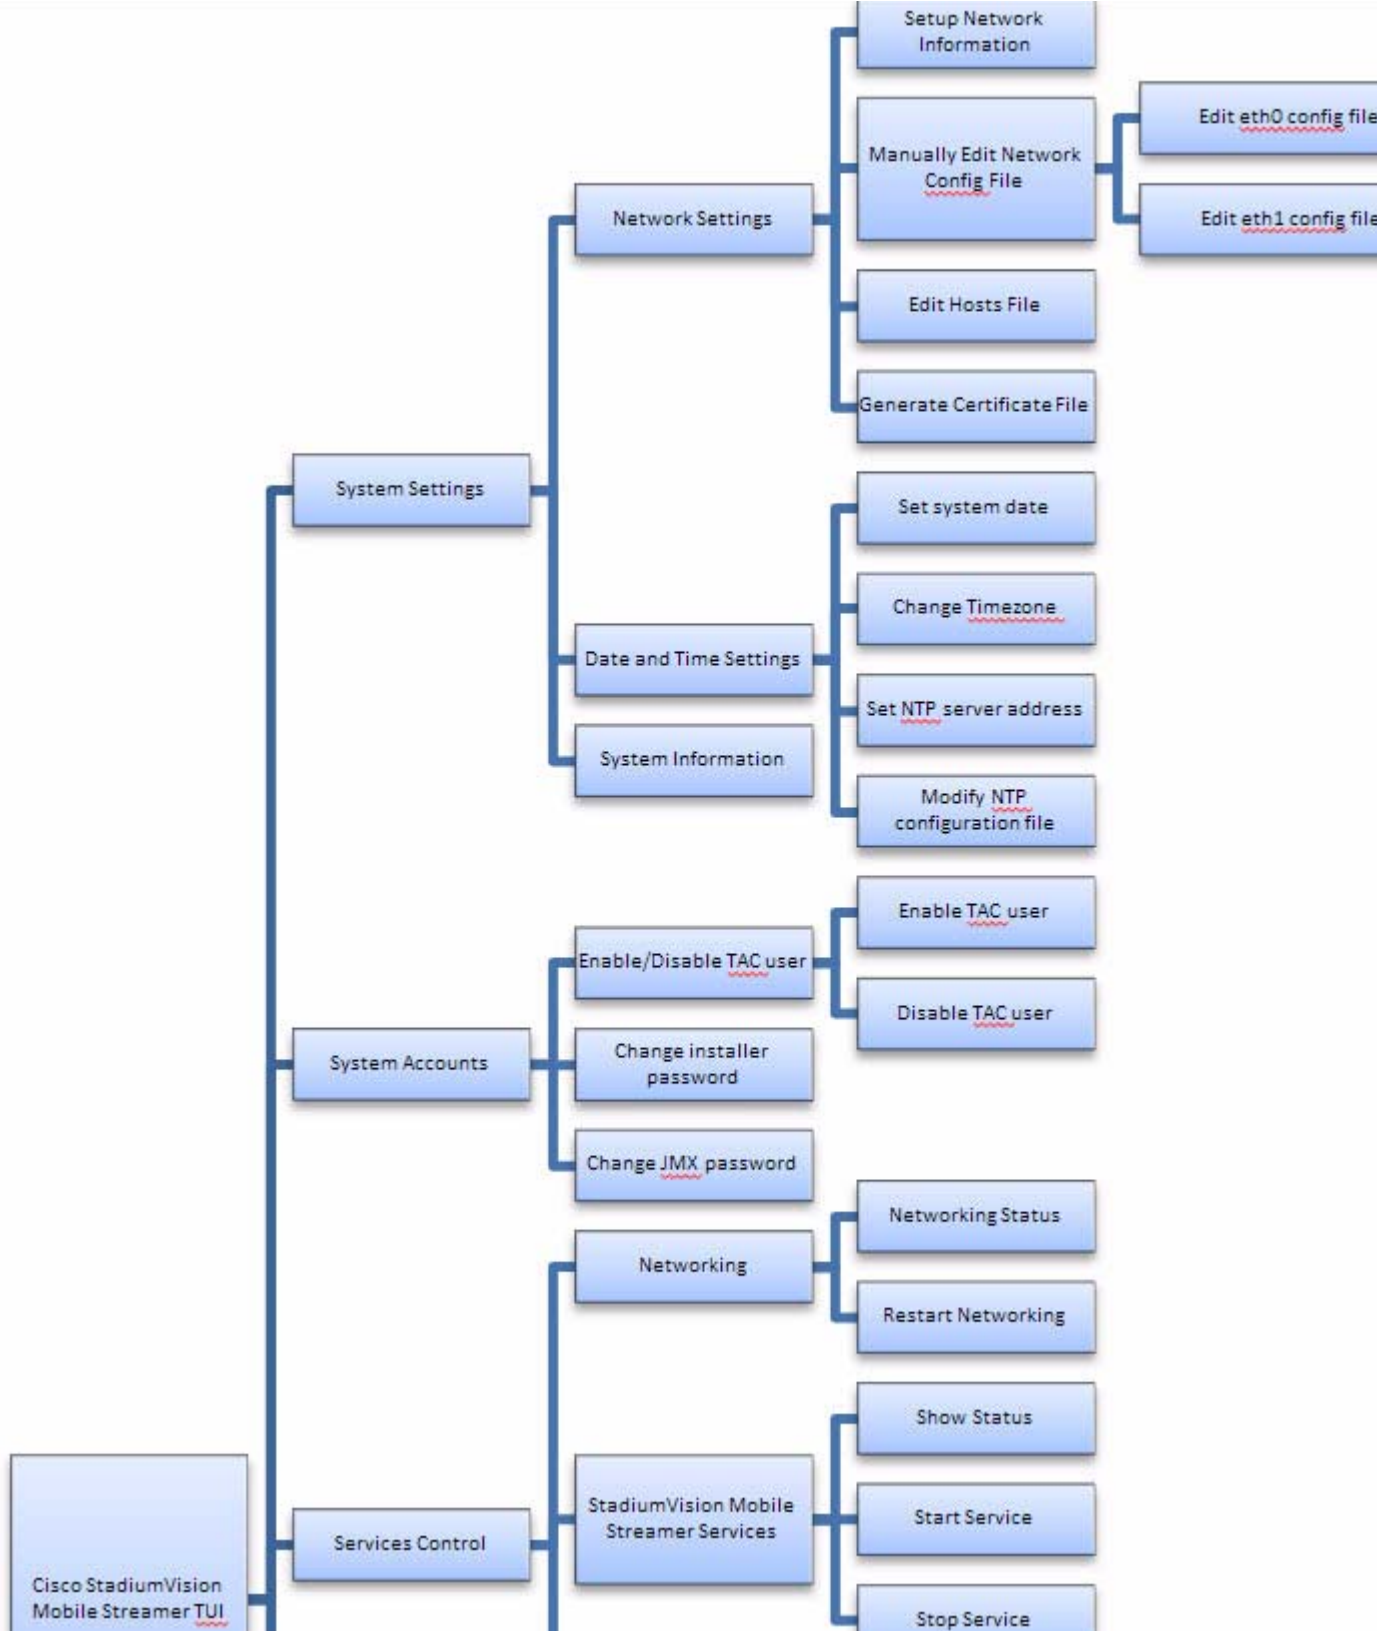 Setup Network
Information
Manually Edit Network
Config File
Edit eth0 config file
Edit eth1 config file
Network Settings
Edit Hosts File
Generate Certificate File
System Settings
Set system date
Change Timezone
Date and Time Settings
Set NTP server address
System Information
Modify NTP
configuration file
Enable TAC user
Enable/Disable TAC user
Disable TAC user
System Accounts
Change installer
password
Change JMX password
Networking Status
Networking
Restart Networking
Show Status
StadiumVision Mobile
Streamer Services
Start Service
Services Control
Cisco StadiumVision
Mobile Streamer TUI
Stop Service